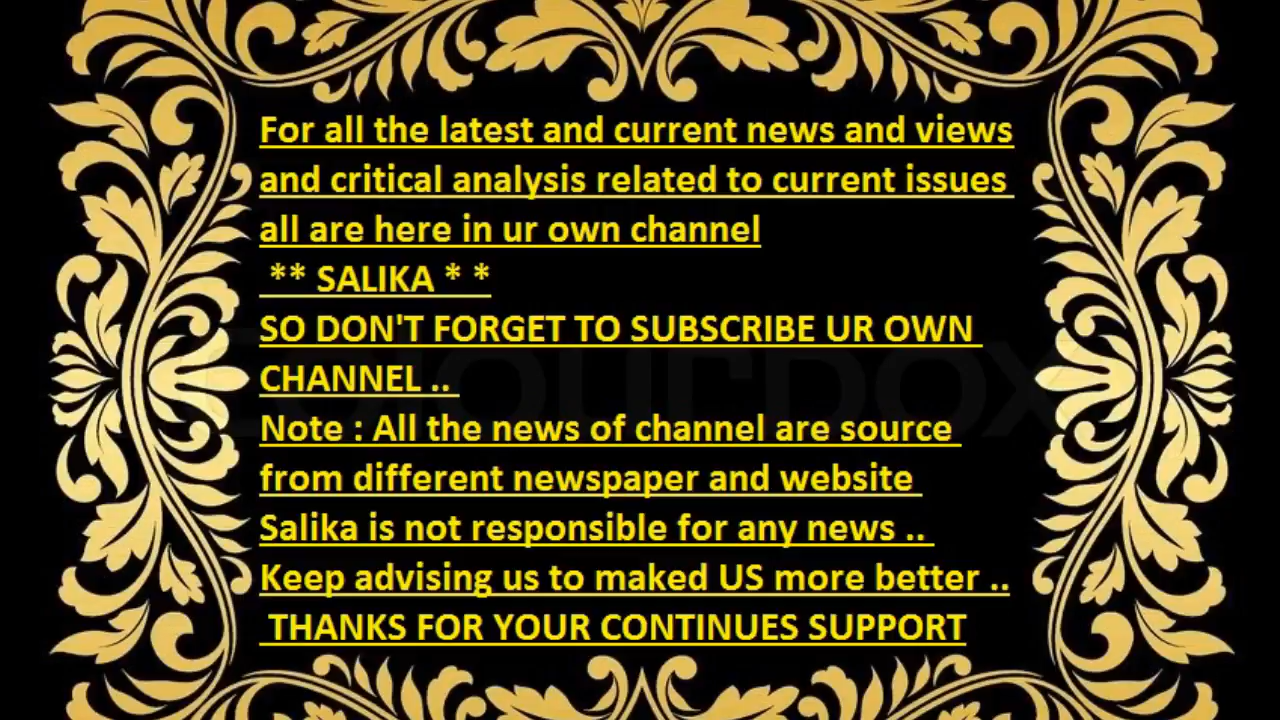 For all the latest and current news and views
and critical analysis related to current issues
all are here in ur own channel
** SALIKA * *
SO DON'T FORGET TO SUBSCRIBE UR OWN
CHANNEL ..
Note : All the news of channel are source
from different newspaper and website
Salika is not responsible for any news ..
Keep advising us to maked US more better ..
THANKS FOR YOUR CONTINUES SUPPORT